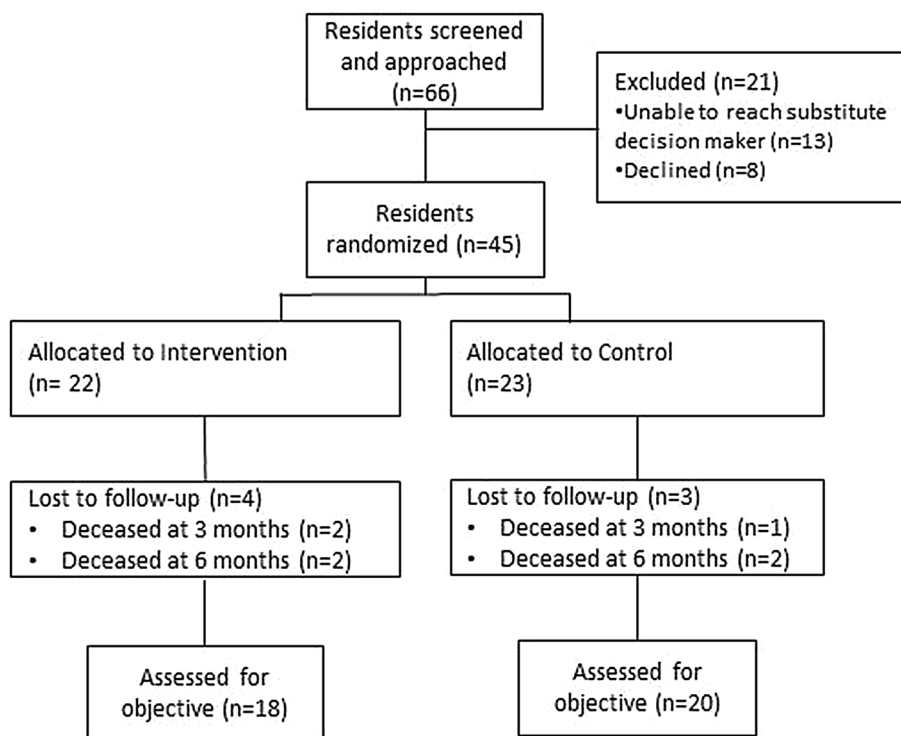 Residents screened
and approached
(n=66)
Excluded (n=21)
•Unable to reach substitute
decision maker (n=13)
•Declined (n=8)
Residents
randomized (n=45)
Allocated to Intervention
(n= 22)
Allocated to Control
(n=23)
Lost to follow-up (n=4)
• Deceased at 3 months (n=2)
• Deceased at 6 months (n=2)
Lost to follow-up (n=3)
• Deceased at 3 months (n=1)
• Deceased at 6 months (n=2)
Assessed for
objective (n=18)
Assessed for
objective (n=20)